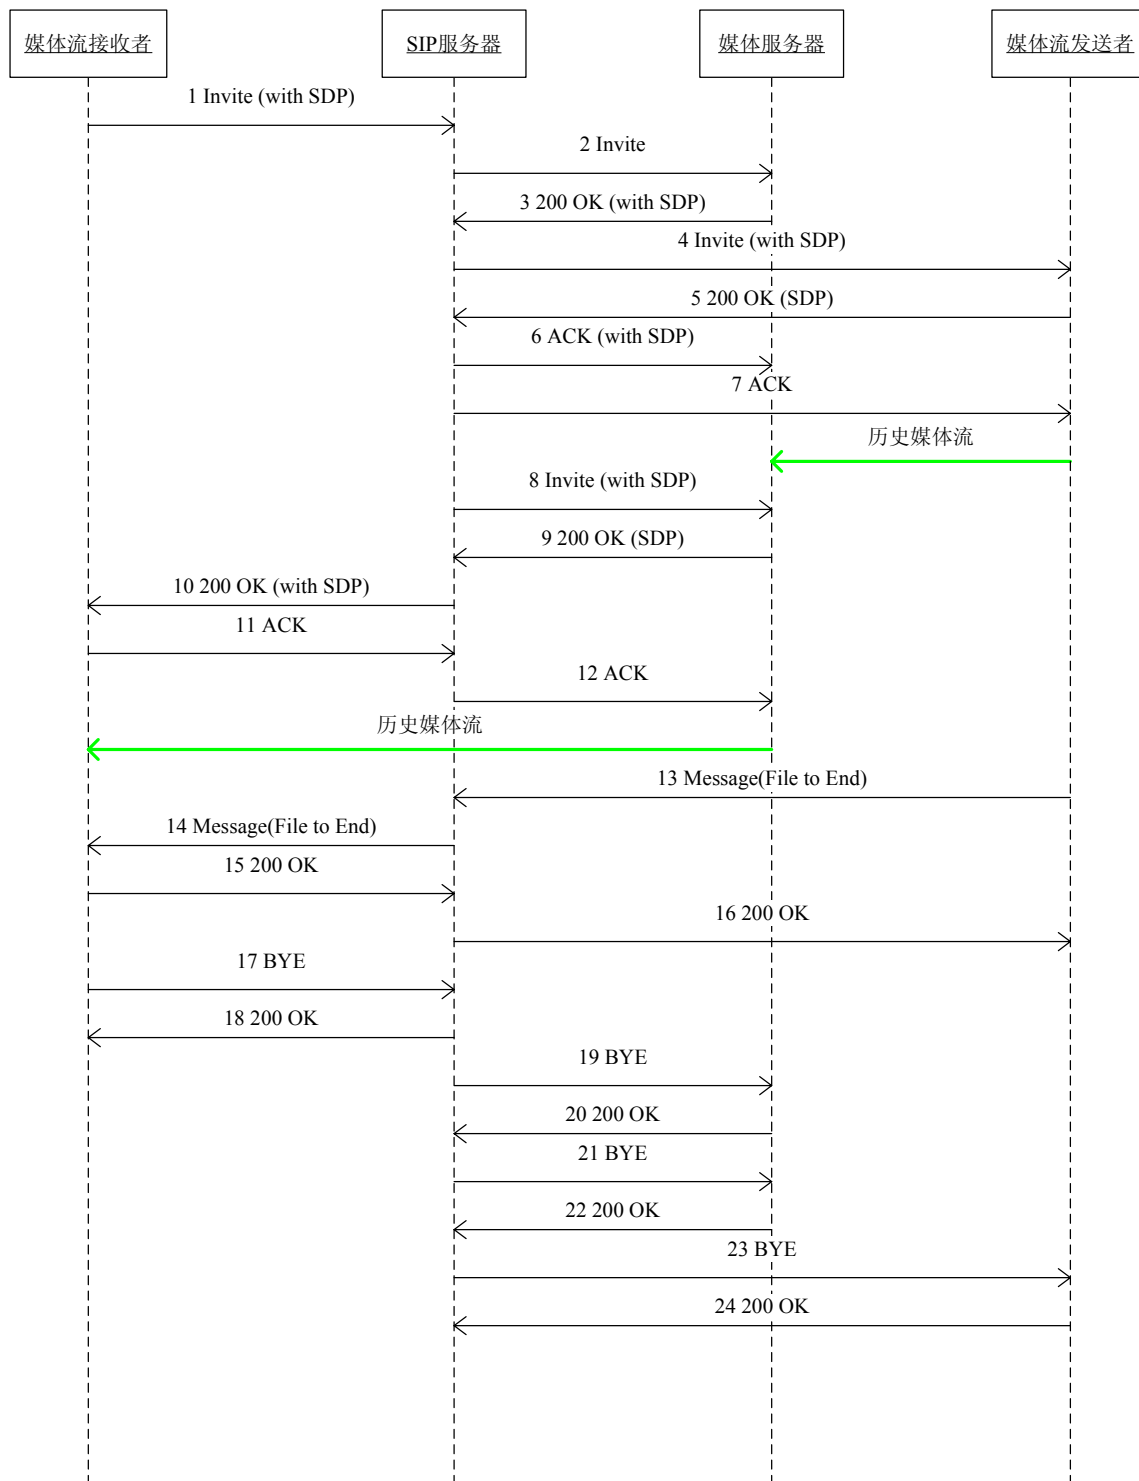 媒体流接收者
SIP服务器
媒体服务器
媒体流发送者
1 Invite (with SDP)
2 Invite
3 200 OK (with SDP)
4 Invite (with SDP)
5 200 OK (SDP)
6 ACK (with SDP)
7 ACK
历史媒体流
8 Invite (with SDP)
9 200 OK (SDP)
10 200 OK (with SDP)
11 ACK
12 ACK
历史媒体流
13 Message(File to End)
14 Message(File to End)
15 200 OK
16 200 OK
17 BYE
18 200 OK
19 BYE
20 200 OK
21 BYE
22 200 OK
23 BYE
24 200 OK